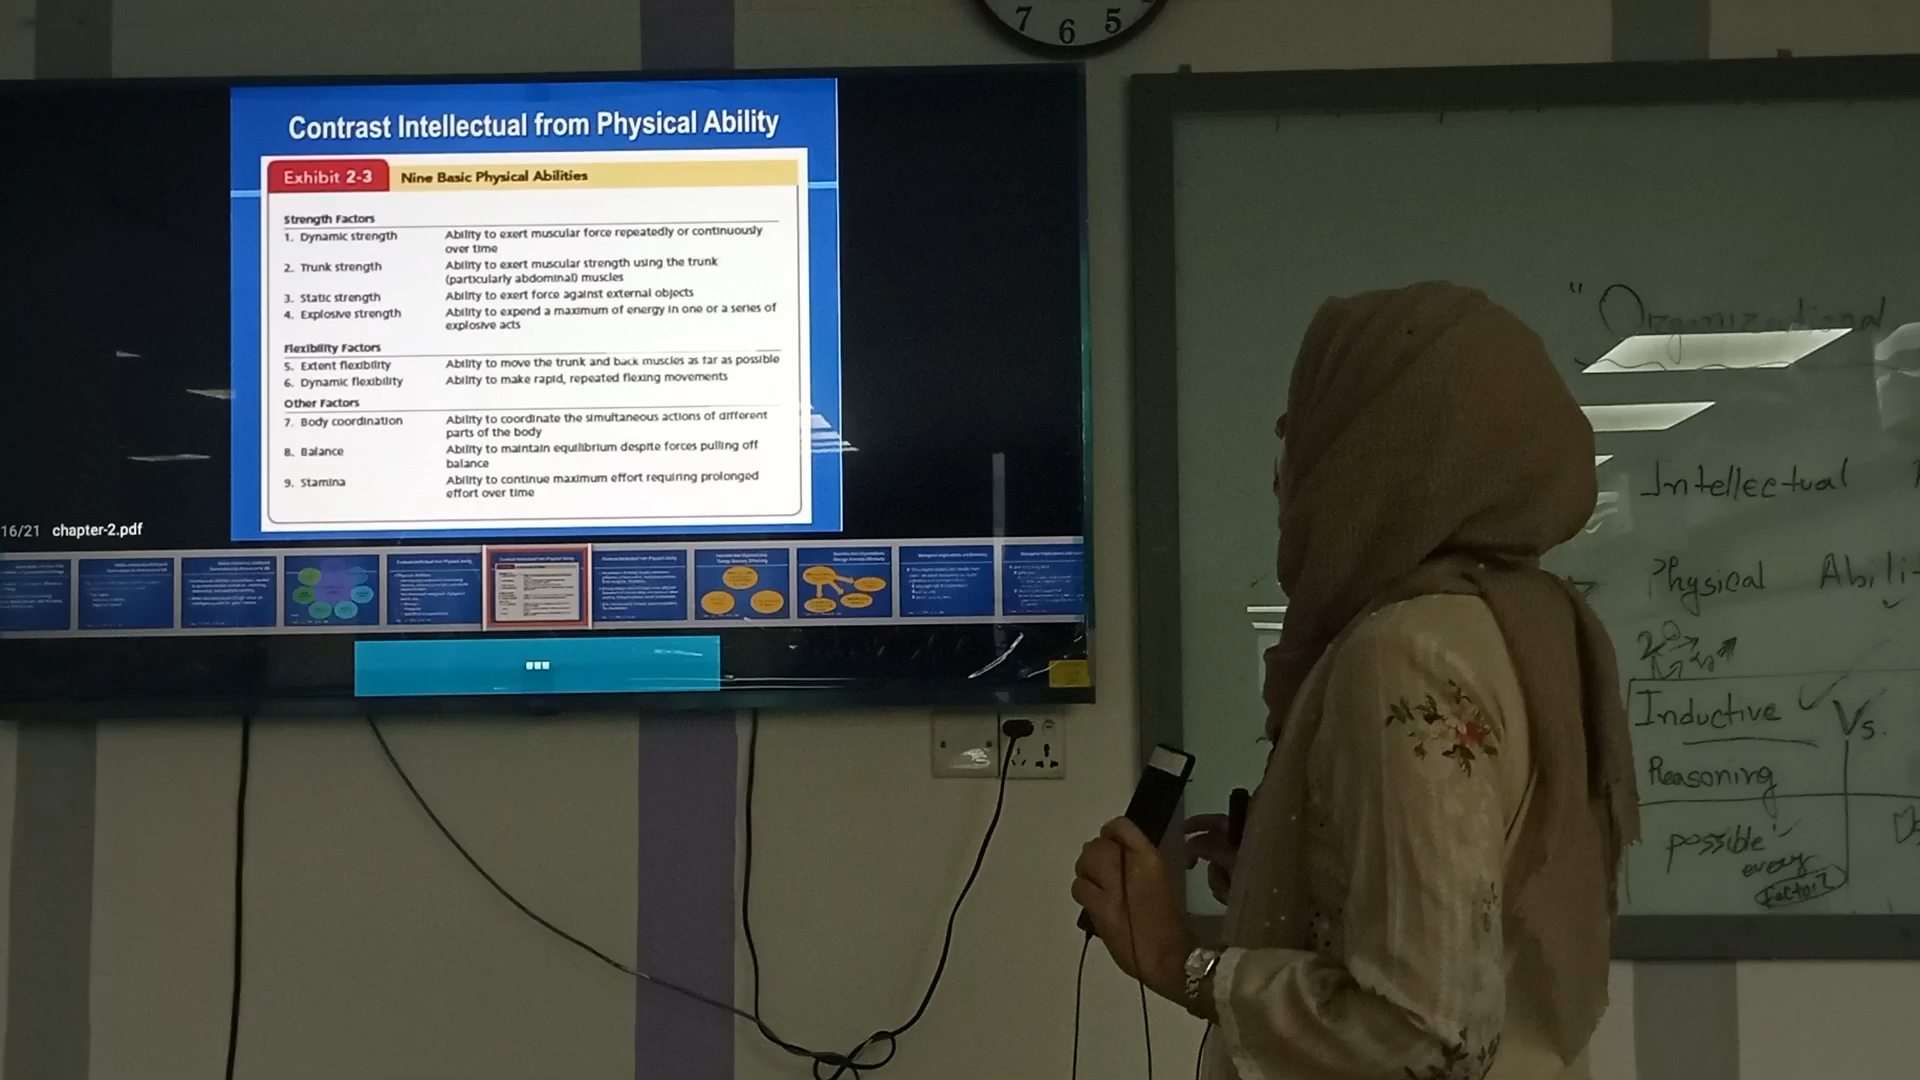 7 6 5
Contrast Intellectual from Physical Ability
Exhibit 2-3 Nine Basic Physical Abilities
Strength Factors
1. Dynamic strength Ability to exert muscular force repeatedly or continuously
over time
2. Trunk strength Ability to exert muscular strength using the trunk
(particularly abdominal) muscles
3. Static strength Ability to exert force against external objects
4. Explosive strength Ability to expend a maximum of energy in one or a series of
explosive acts
Flexibility Factors
5. Extent flexibility Ability to move the trunk and back muscles as far as possible
6. Dynamic flexibility Ability to make rapid, repeated flexing movements
Other Factors
7. Body coordination Ability to coordinate the simultaneous actions of different
parts of the body
8. Balance Ability to maintain equilibrium despite forces pulling off
balance
9. Stamina Ability to continue maximum effort requiring prolonged
effort over time
16/21 chapter-2.pdf
"Organizational
Intellectual
Physical Abili
Inductive Vs.
Reasoning
possible
every